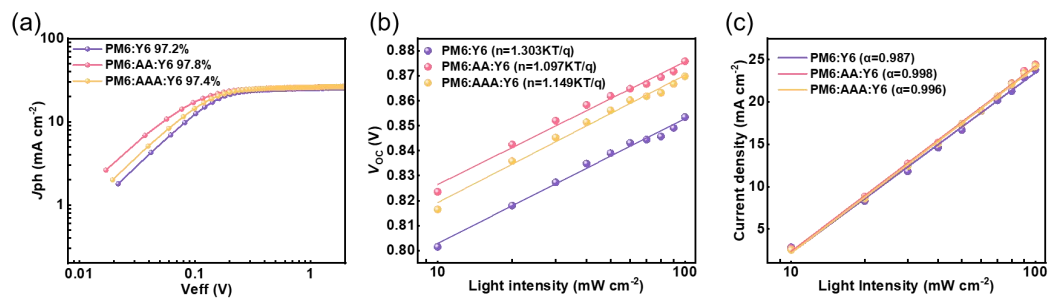 (a)
100
10
1
0.01
0.1
1
Jph (mA cm⁻²)
Veff (V)
PM6:Y6 97.2%
PM6:AA:Y6 97.8%
PM6:AAA:Y6 97.4%
(b)
0.88
0.87
0.86
0.85
0.84
0.83
0.82
0.81
0.80
10
100
V_OC (V)
Light intensity (mW cm⁻²)
PM6:Y6 (n=1.303KT/q)
PM6:AA:Y6 (n=1.097KT/q)
PM6:AAA:Y6 (n=1.149KT/q)
(c)
25
20
15
10
5
10
100
Current density (mA cm⁻²)
Light Intensity (mW cm⁻²)
PM6:Y6 (α=0.987)
PM6:AA:Y6 (α=0.998)
PM6:AAA:Y6 (α=0.996)